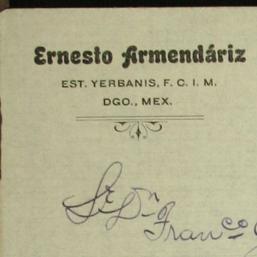 Ernesto Armendáriz
EST. YERBANIS, F. C. I. M.
DGO., MEX.
Sr. Dn
Franco